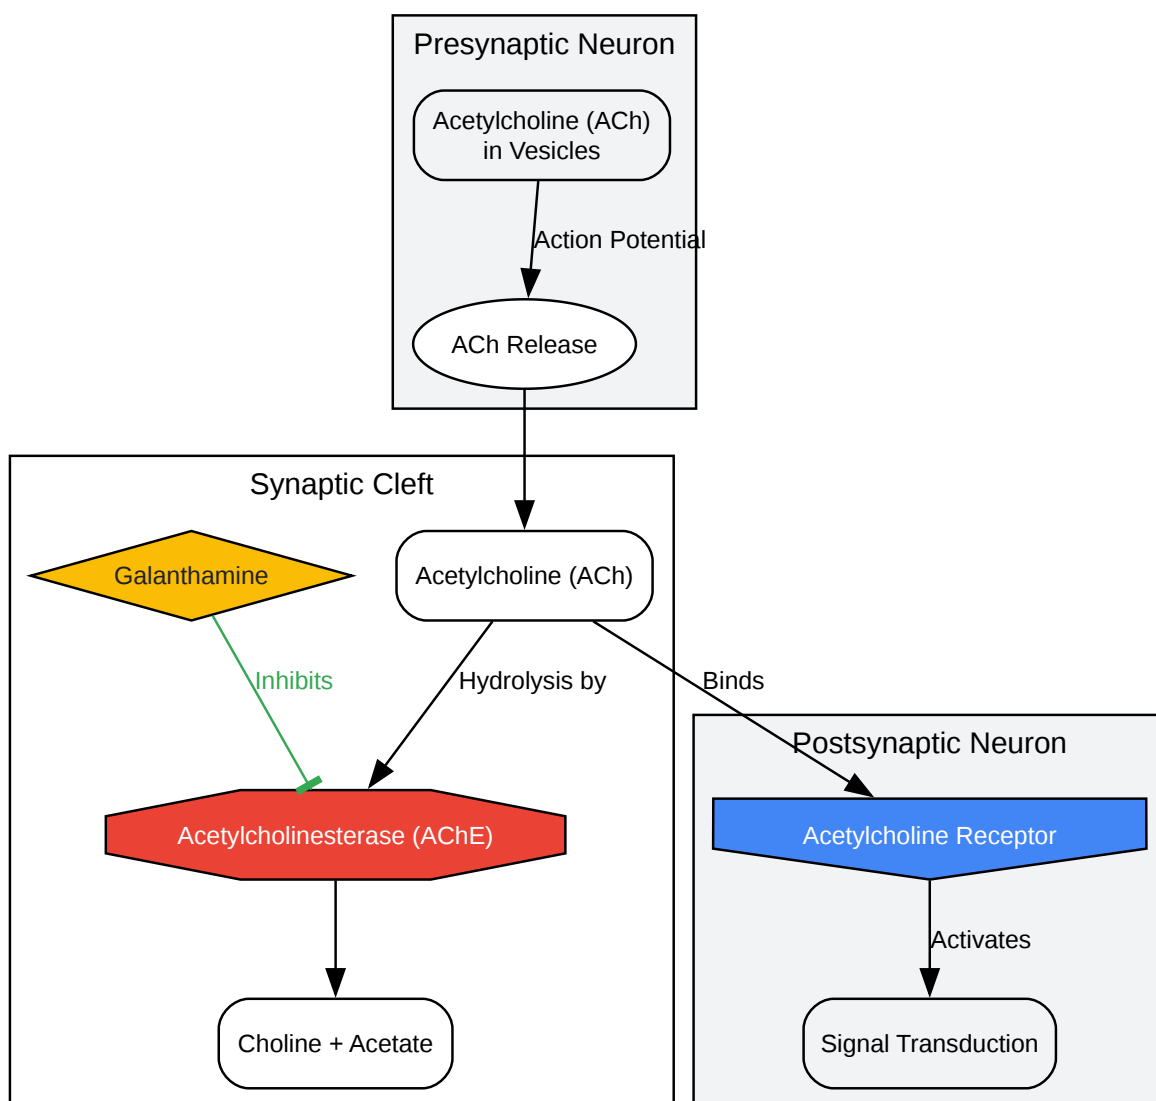 Presynaptic Neuron
Acetylcholine (ACh)
in Vesicles
Action Potential
ACh Release
Synaptic Cleft
Galanthamine
Acetylcholine (ACh)
Inhibits
Hydrolysis by
Binds
Postsynaptic Neuron
Acetylcholinesterase (AChE)
Acetylcholine Receptor
Activates
Choline + Acetate
Signal Transduction